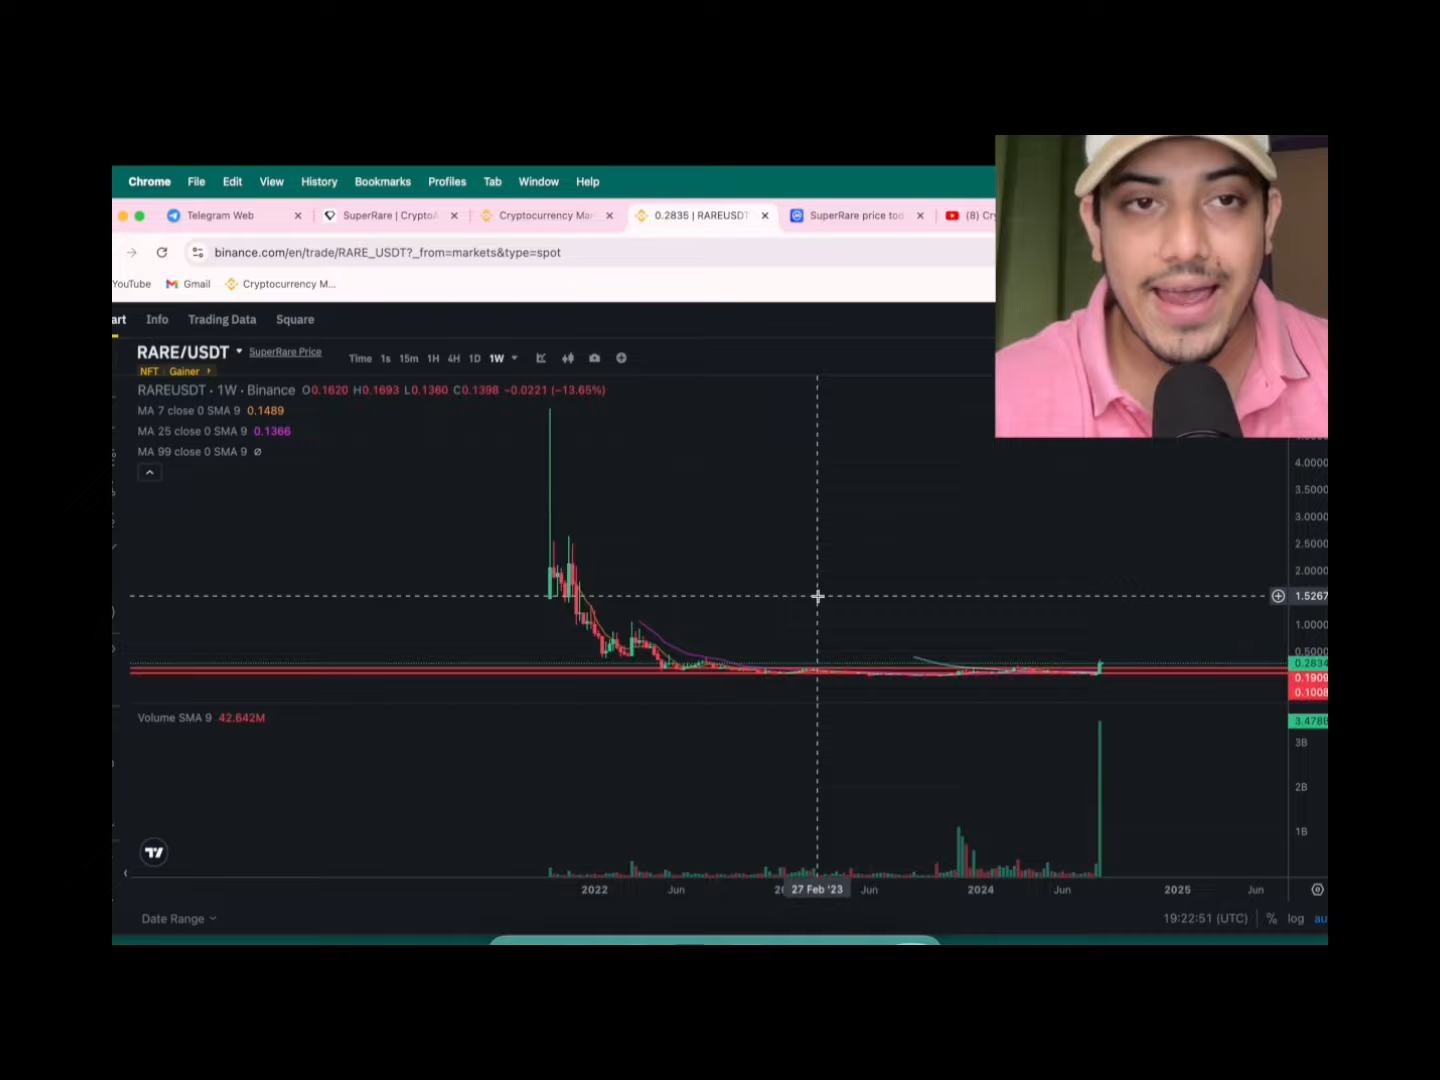 Chrome File Edit View History Bookmarks Profiles Tab Window Help
Telegram Web SuperRare | Crypto Cryptocurrency Mar 0.2835 | RAREUSDT SuperRare price tod (8) Cry
binance.com/en/trade/RARE_USDT?_from=markets&type=spot
YouTube Gmail Cryptocurrency M...
art Info Trading Data Square
RARE/USDT SuperRare Price Time 1s 15m 1H 4H 1D 1W
NFT Gainer
RAREUSDT · 1W · Binance O0.1620 H0.1693 L0.1360 C0.1398 −0.0221 (−13.65%)
MA 7 close 0 SMA 9 0.1489
MA 25 close 0 SMA 9 0.1366
MA 99 close 0 SMA 9 ∅
4.0000
3.5000
3.0000
2.5000
2.0000
1.5267
1.0000
0.5000
0.2834
0.1909
0.1008
Volume SMA 9 42.642M
3.478B
3B
2B
1B
2022 Jun 27 Feb '23 Jun 2024 Jun 2025 Jun
Date Range 19:22:51 (UTC) % log au